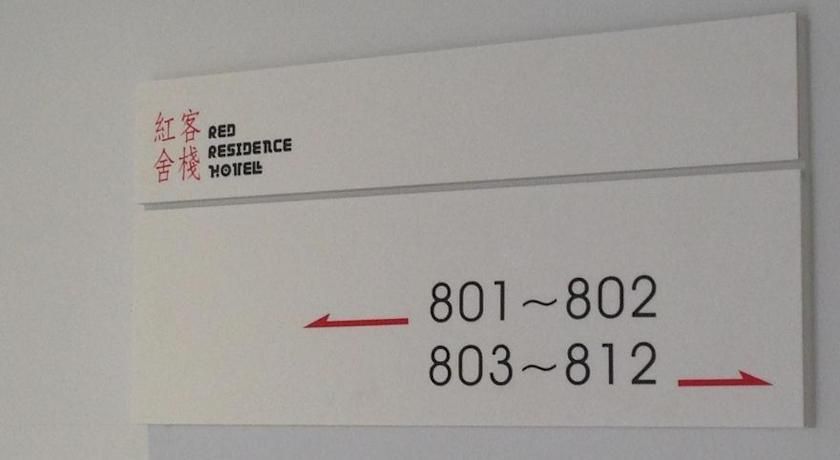 紅客
舍棧
RED
RESIDENCE
HOTEL
801～802
803～812